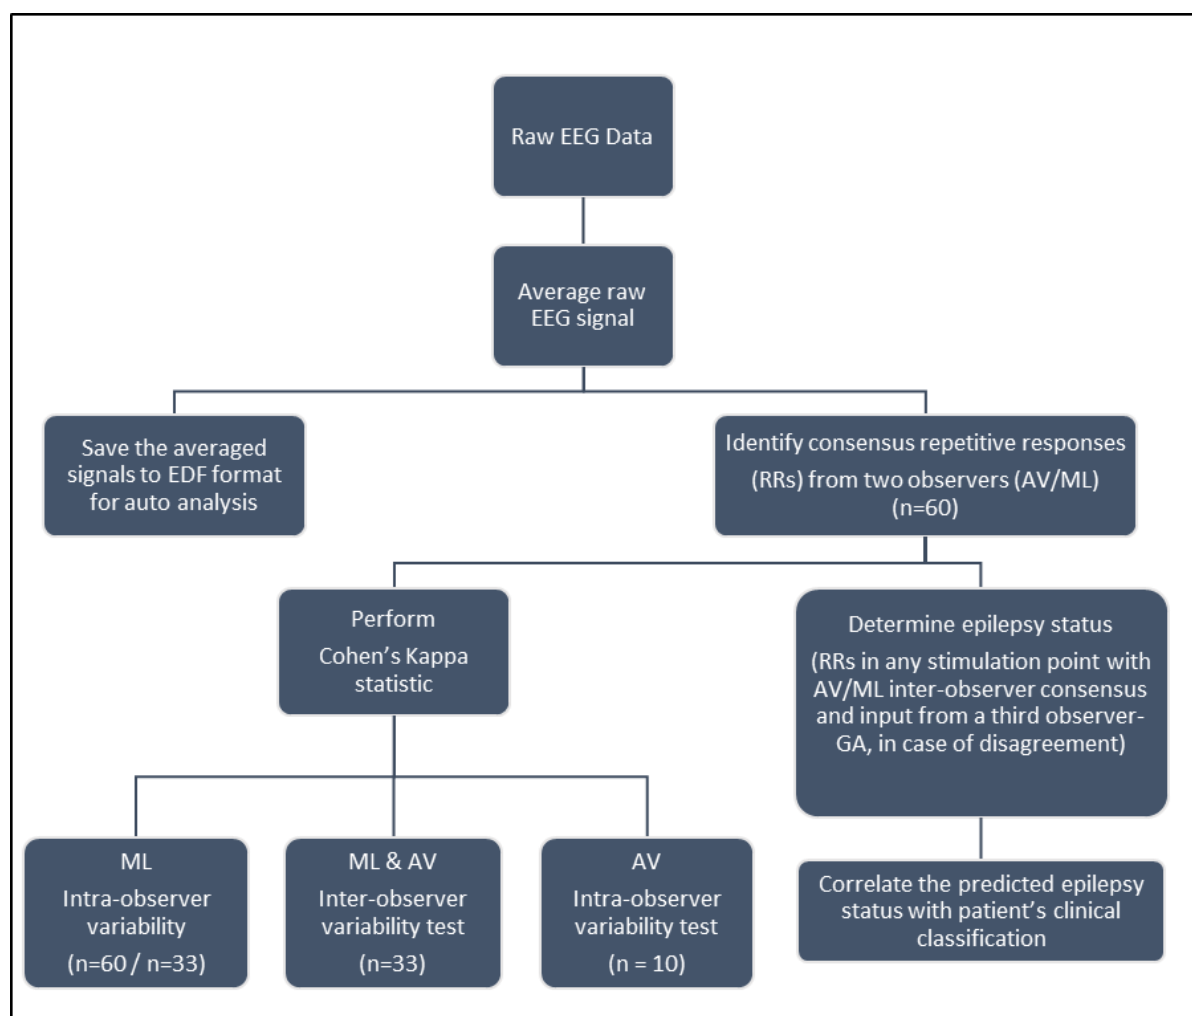 Raw EEG Data
Average raw
EEG signal
Save the averaged
signals to EDF format
for auto analysis
Identify consensus repetitive responses
(RRs) from two observers (AV/ML)
(n=60)
Perform
Cohen's Kappa
statistic
Determine epilepsy status
(RRs in any stimulation point with
AV/ML inter-observer consensus
and input from a third observer-
GA, in case of disagreement)
ML
Intra-observer
variability
(n=60 / n=33)
ML & AV
Inter-observer
variability test
(n=33)
AV
Intra-observer
variability test
(n = 10)
Correlate the predicted epilepsy
status with patient's clinical
classification